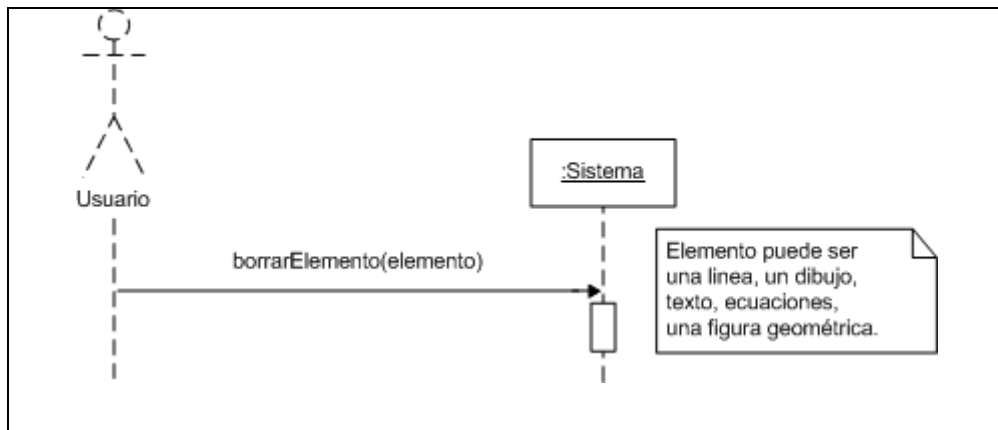 Usuario
:Sistema
borrarElemento(elemento)
Elemento puede ser
una linea, un dibujo,
texto, ecuaciones,
una figura geométrica.